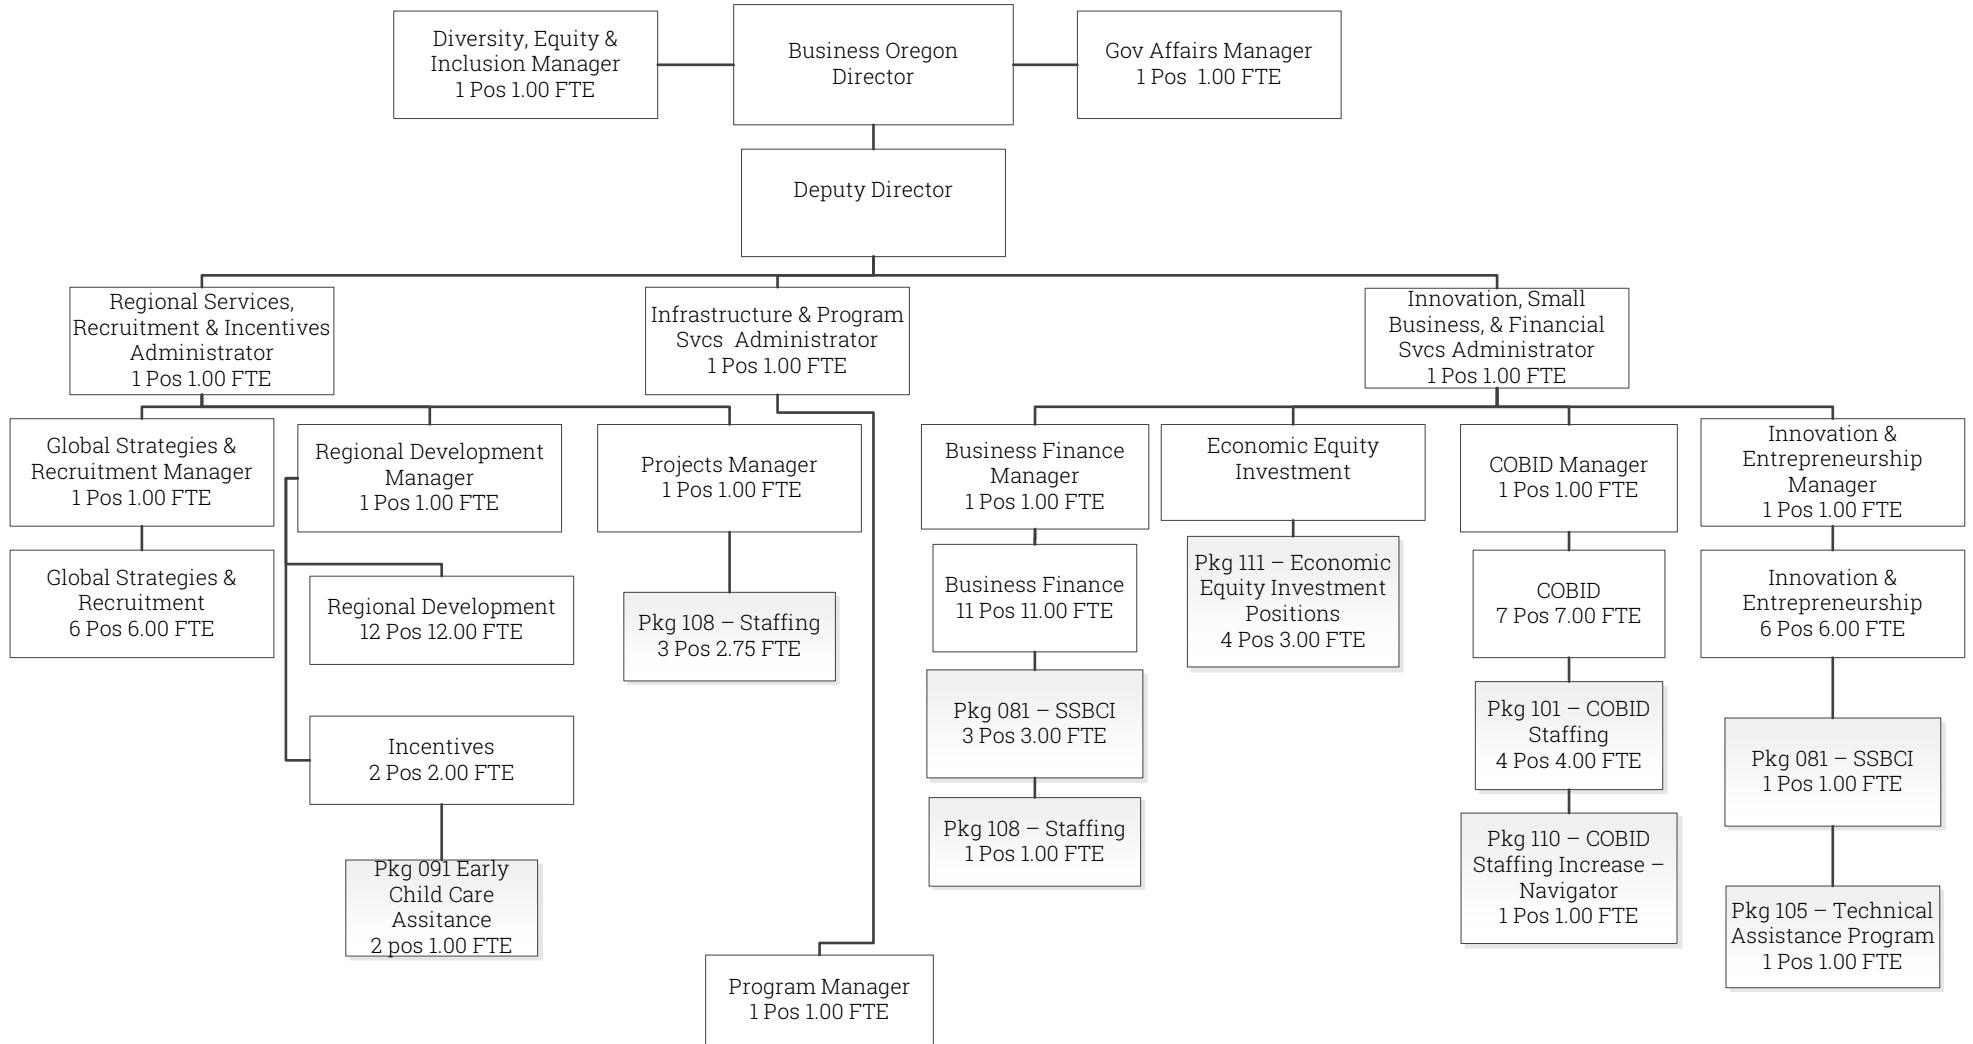 Diversity, Equity &
Inclusion Manager
1 Pos 1.00 FTE
Business Oregon
Director
Gov Affairs Manager
1 Pos  1.00 FTE
Deputy Director
Regional Services,
Recruitment & Incentives
Administrator
1 Pos 1.00 FTE
Infrastructure & Program
Svcs  Administrator
1 Pos 1.00 FTE
Innovation, Small
Business, & Financial
Svcs Administrator
1 Pos 1.00 FTE
Global Strategies &
Recruitment Manager
1 Pos 1.00 FTE
Regional Development
Manager
1 Pos 1.00 FTE
Projects Manager
1 Pos 1.00 FTE
Business Finance
Manager
1 Pos 1.00 FTE
Economic Equity
Investment
COBID Manager
1 Pos 1.00 FTE
Innovation &
Entrepreneurship
Manager
1 Pos 1.00 FTE
Global Strategies &
Recruitment
6 Pos 6.00 FTE
Regional Development
12 Pos 12.00 FTE
Pkg 108 – Staffing
3 Pos 2.75 FTE
Business Finance
11 Pos 11.00 FTE
Pkg 111 – Economic
Equity Investment
Positions
4 Pos 3.00 FTE
COBID
7 Pos 7.00 FTE
Innovation &
Entrepreneurship
6 Pos 6.00 FTE
Incentives
2 Pos 2.00 FTE
Pkg 081 – SSBCI
3 Pos 3.00 FTE
Pkg 101 – COBID
Staffing
4 Pos 4.00 FTE
Pkg 081 – SSBCI
1 Pos 1.00 FTE
Pkg 091 Early
Child Care
Assitance
2 pos 1.00 FTE
Pkg 108 – Staffing
1 Pos 1.00 FTE
Pkg 110 – COBID
Staffing Increase –
Navigator
1 Pos 1.00 FTE
Pkg 105 – Technical
Assistance Program
1 Pos 1.00 FTE
Program Manager
1 Pos 1.00 FTE